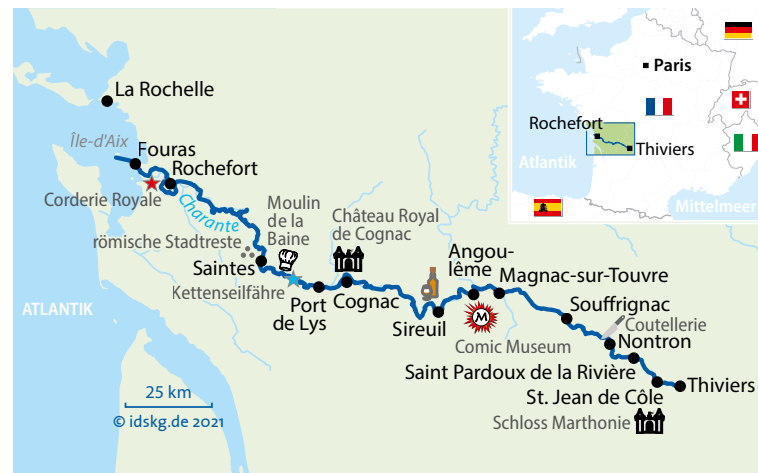 La Rochelle
Île-d'Aix
Fouras
Rochefort
Corderie Royale
Charante
Moulin
de la
Baine
Château Royal
de Cognac
römische Stadtreste
Saintes
Kettenseilfähre
Port
de Lys
Cognac
Angou-
lême
Magnac-sur-Touvre
Sireuil
M
Comic Museum
Souffrignac
Coutellerie
Nontron
Saint Pardoux de la Rivière
St. Jean de Côle
Thiviers
Schloss Marthonie
ATLANTIK
25 km
© idskg.de 2021
Paris
Rochefort
Thiviers
Atlantik
Mittelmeer